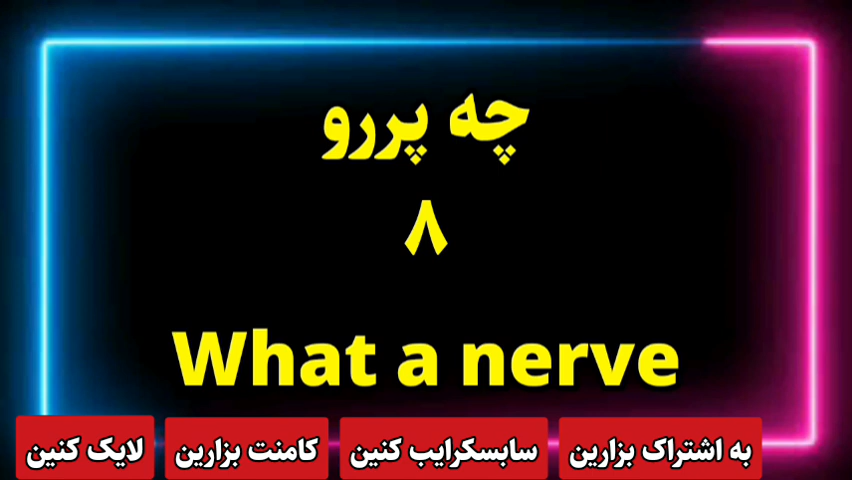 چه پررو
۸
What a nerve
به اشتراک بزارین سابسکرایب کنین کامنت بزارین لایک کنین